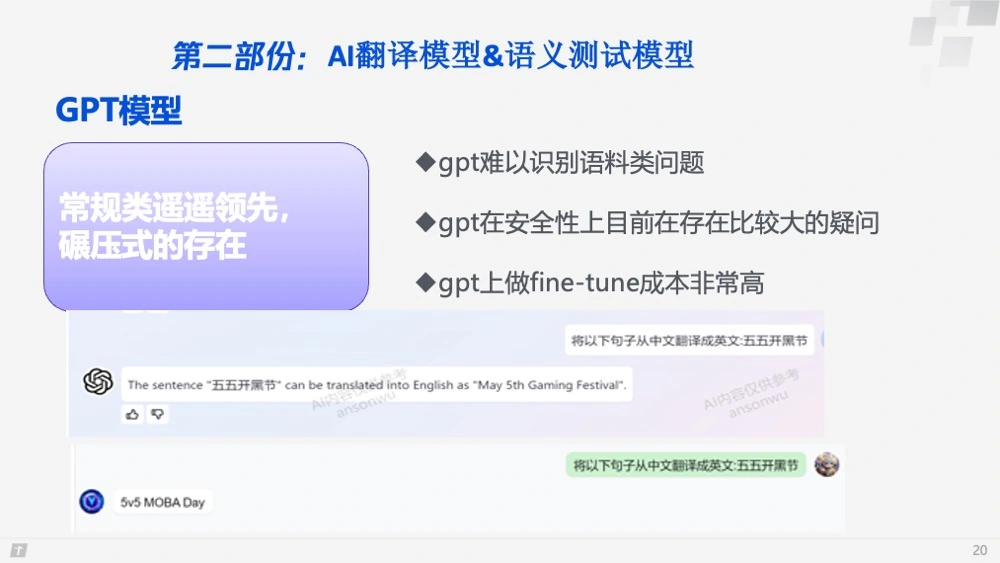 第二部份：AI翻译模型&语义测试模型
GPT模型
常规类遥遥领先，
碾压式的存在
◆gpt难以识别语料类问题
◆gpt在安全性上目前在存在比较大的疑问
◆gpt上做fine-tune成本非常高
将以下句子从中文翻译成英文:五五开黑节
The sentence "五五开黑节" can be translated into English as "May 5th Gaming Festival".
AI内容仅供参考
ansonwu
AI内容仅供参考
ansonwu
将以下句子从中文翻译成英文:五五开黑节
5v5 MOBA Day
T
20